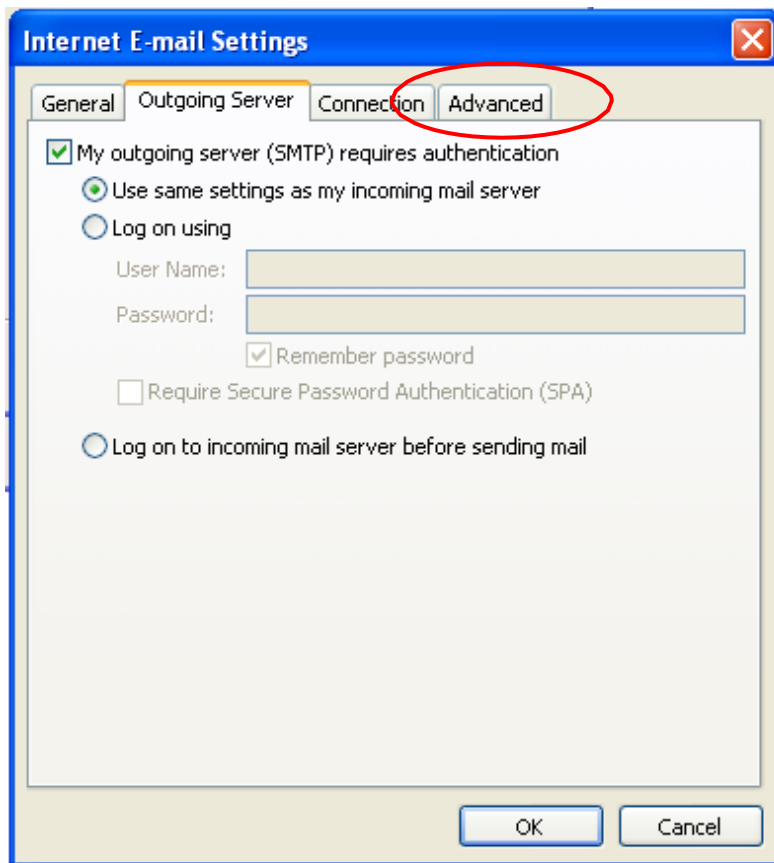 Internet E-mail Settings
General Outgoing Server Connection Advanced
My outgoing server (SMTP) requires authentication
Use same settings as my incoming mail server
Log on using
User Name:
Password:
Remember password
Require Secure Password Authentication (SPA)
Log on to incoming mail server before sending mail
OK Cancel